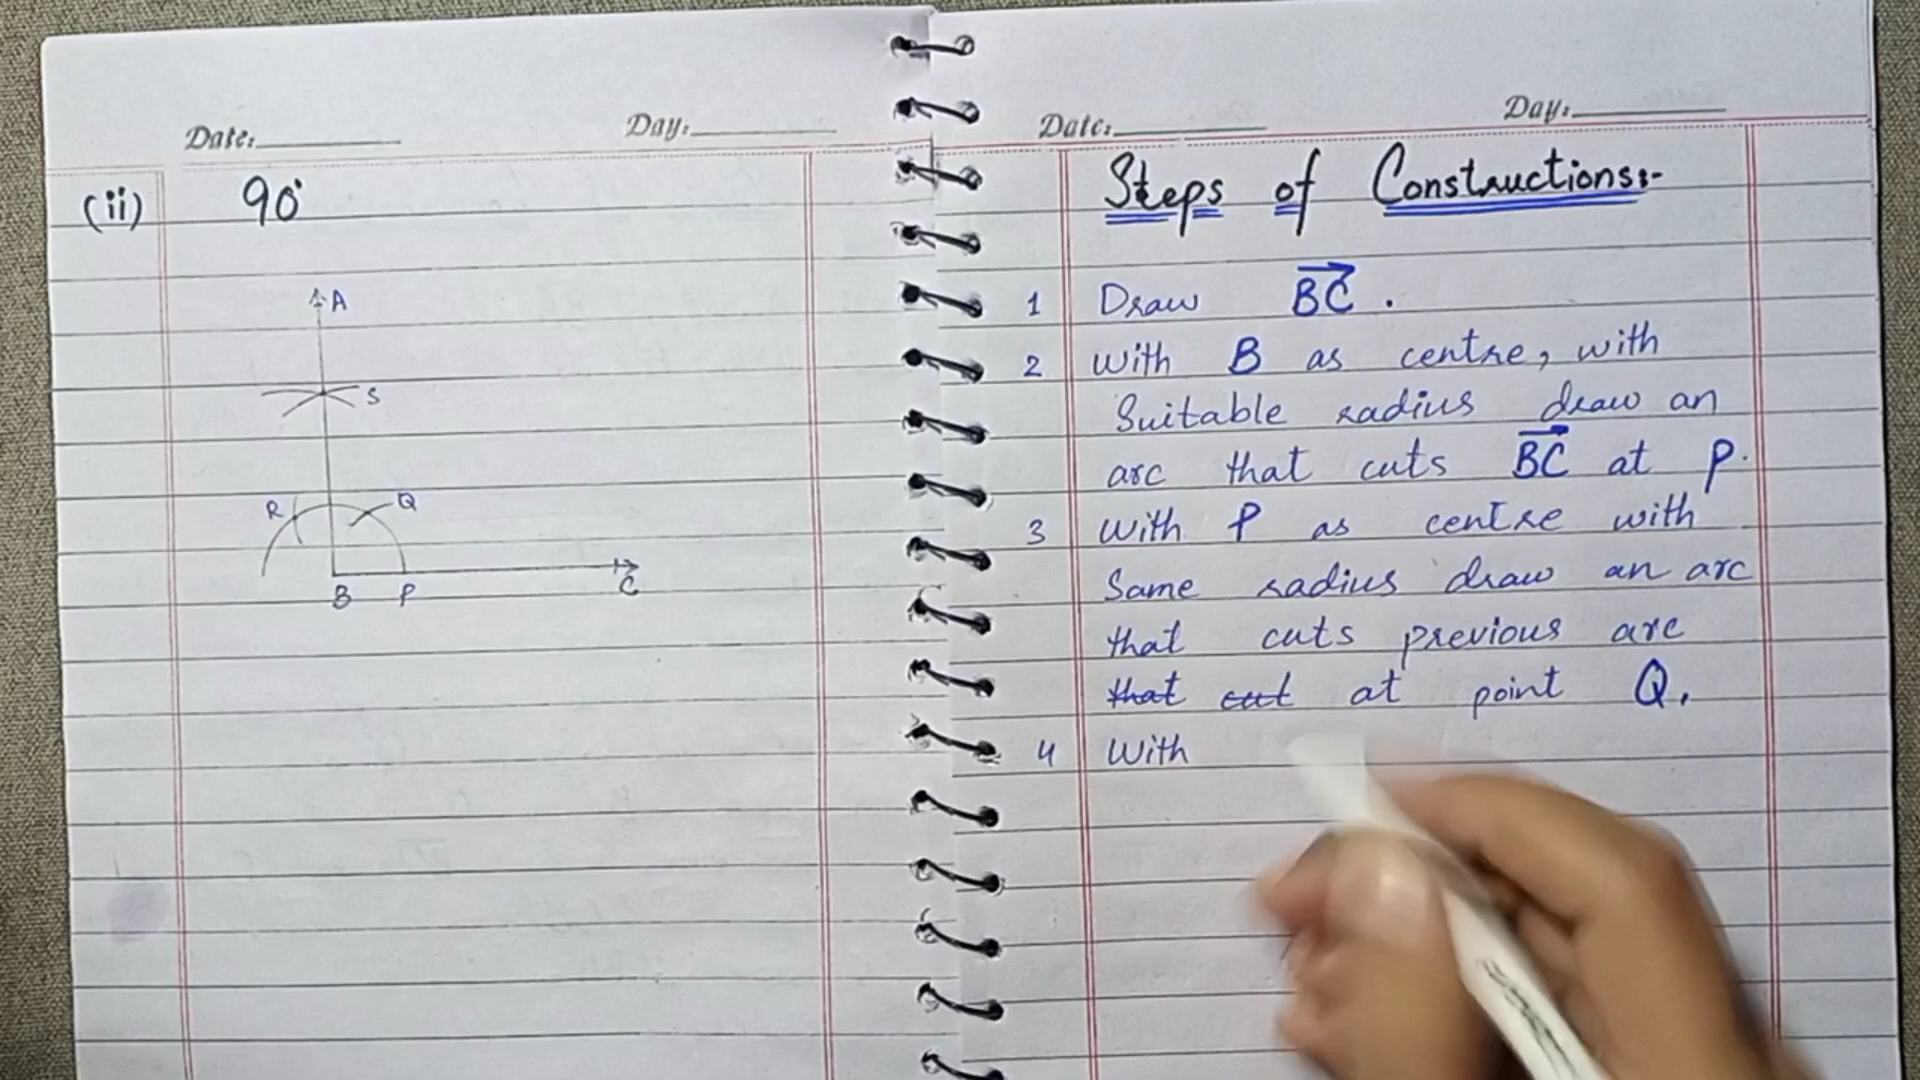 Date: Day:
(ii) 90°
A
S
R Q
B P C
Date: Day:
Steps of Constructions:-
1 Draw BC.
2 With B as centre, with
Suitable radius draw an
arc that cuts BC at P.
3 With P as centre with
Same radius draw an arc
that cuts previous arc
that cut at point Q.
4 With